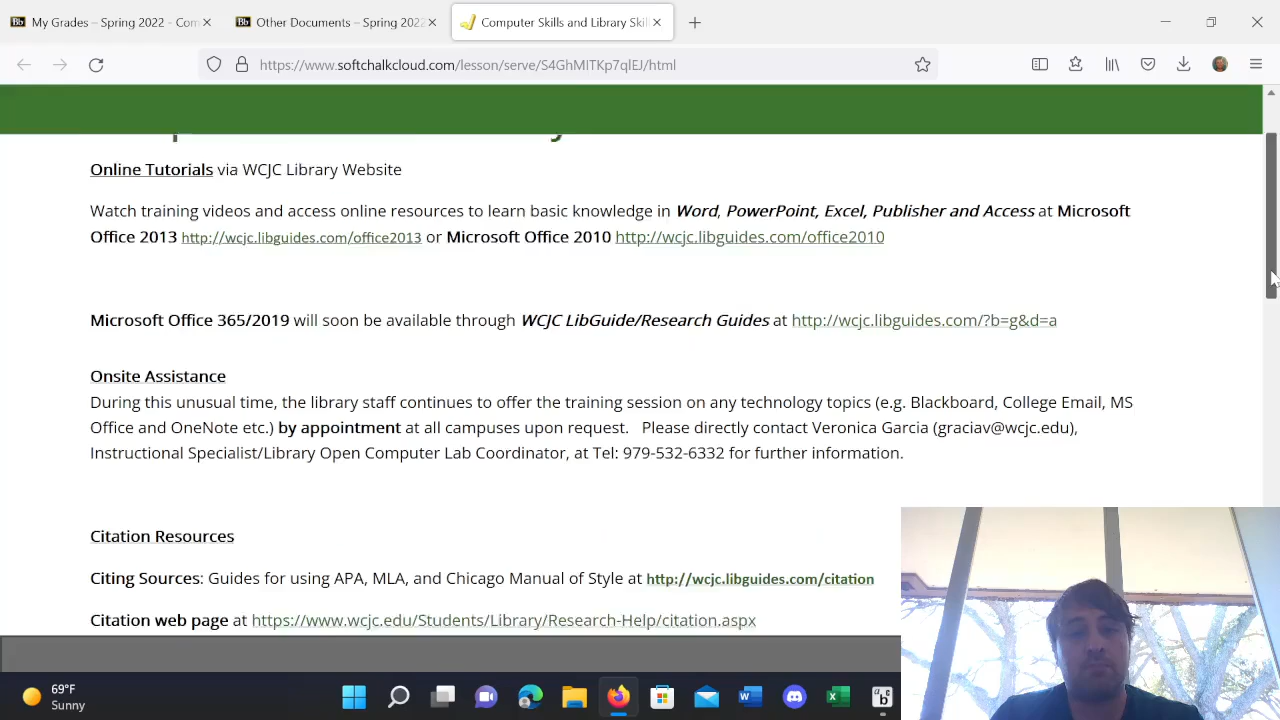 My Grades – Spring 2022 - Con
Other Documents – Spring 2022
Computer Skills and Library Skil
https://www.softchalkcloud.com/lesson/serve/S4GhMITKp7qlEJ/html
Online Tutorials via WCJC Library Website
Watch training videos and access online resources to learn basic knowledge in Word, PowerPoint, Excel, Publisher and Access at Microsoft
Office 2013 http://wcjc.libguides.com/office2013 or Microsoft Office 2010 http://wcjc.libguides.com/office2010
Microsoft Office 365/2019 will soon be available through WCJC LibGuide/Research Guides at http://wcjc.libguides.com/?b=g&d=a
Onsite Assistance
During this unusual time, the library staff continues to offer the training session on any technology topics (e.g. Blackboard, College Email, MS
Office and OneNote etc.) by appointment at all campuses upon request. Please directly contact Veronica Garcia (graciav@wcjc.edu),
Instructional Specialist/Library Open Computer Lab Coordinator, at Tel: 979-532-6332 for further information.
Citation Resources
Citing Sources: Guides for using APA, MLA, and Chicago Manual of Style at http://wcjc.libguides.com/citation
Citation web page at https://www.wcjc.edu/Students/Library/Research-Help/citation.aspx
69°F
Sunny